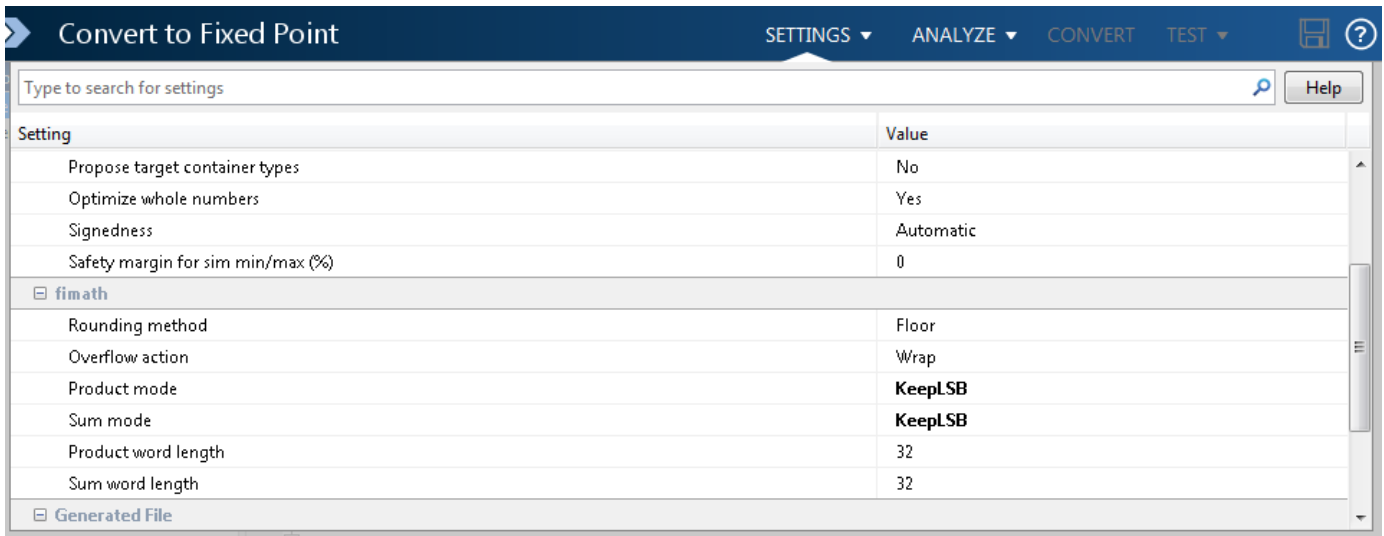 Convert to Fixed Point SETTINGS ANALYZE CONVERT TEST ?
Type to search for settings Help
Setting Value
Propose target container types No
Optimize whole numbers Yes
Signedness Automatic
Safety margin for sim min/max (%) 0
fimath
Rounding method Floor
Overflow action Wrap
Product mode KeepLSB
Sum mode KeepLSB
Product word length 32
Sum word length 32
Generated File